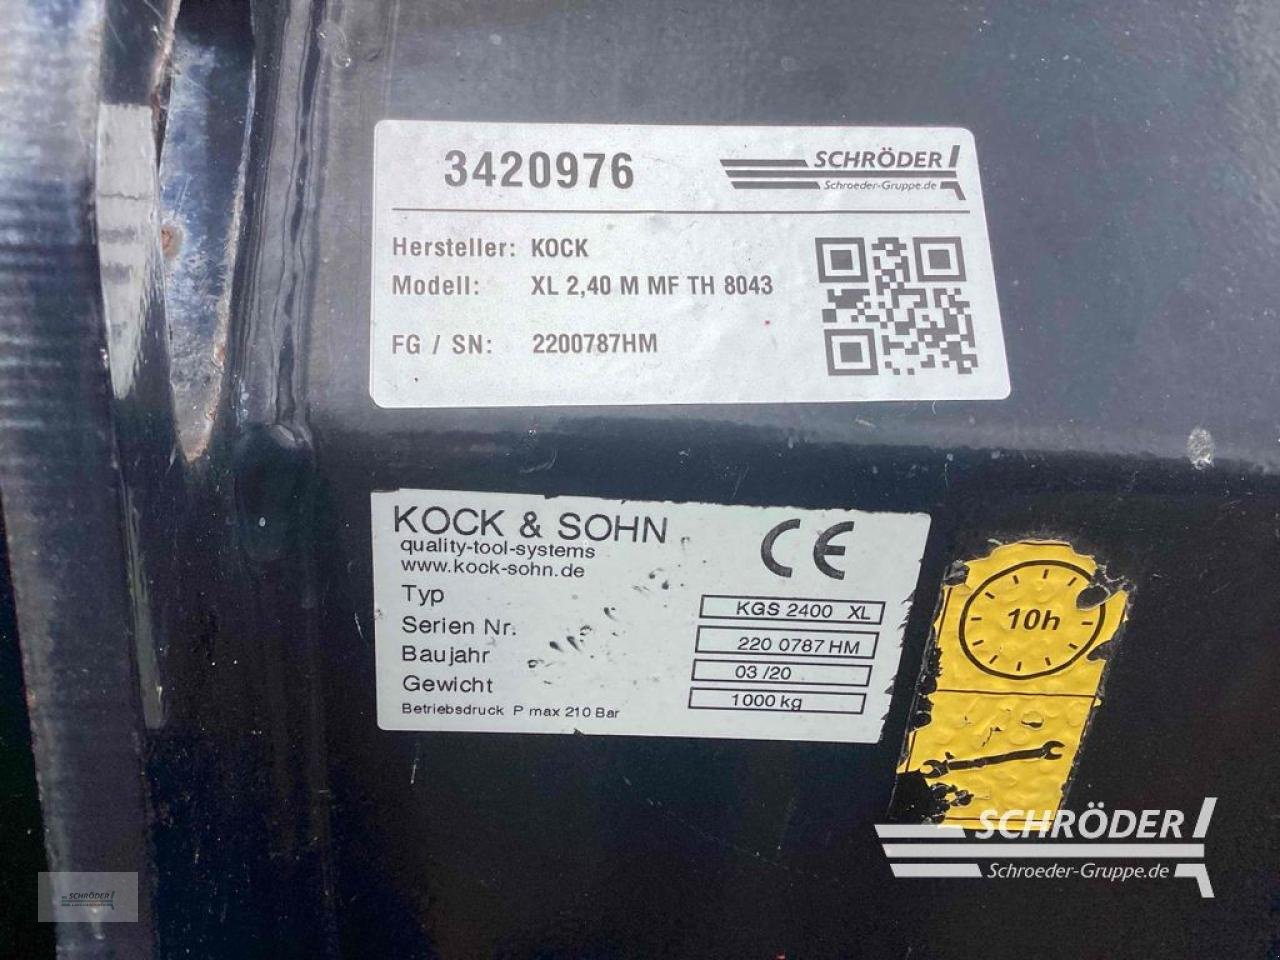 3420976
SCHRÖDER
Schroeder-Gruppe.de
Hersteller: KOCK
Modell: XL 2,40 M MF TH 8043
FG / SN: 2200787HM
KOCK & SOHN
quality-tool-systems
www.kock-sohn.de
CE
Typ KGS 2400 XL
Serien Nr. 220 0787 HM
Baujahr 03 /20
Gewicht 1000 kg
Betriebsdruck P max 210 Bar
10h
SCHRÖDER
Schroeder-Gruppe.de
SCHRÖDER